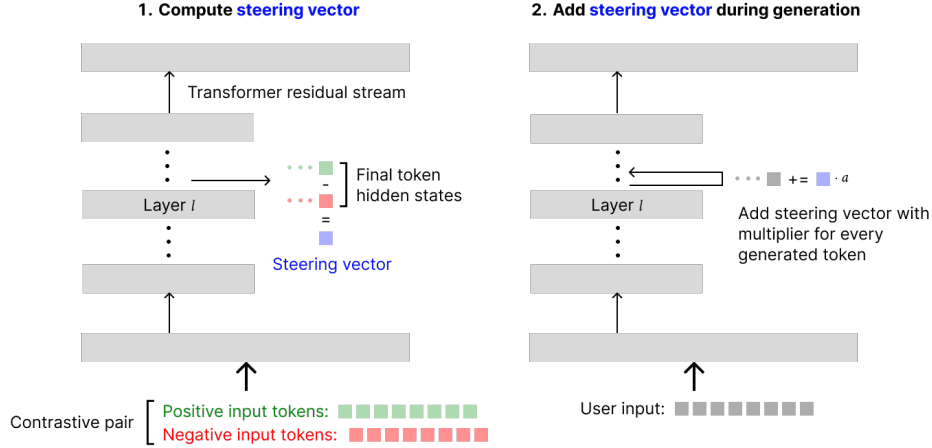 1. Compute steering vector
Transformer residual stream
Final token
hidden states
-
Layer l
=
Steering vector
Contrastive pair
Positive input tokens:
Negative input tokens:
2. Add steering vector during generation
+= · a
Layer l
Add steering vector with
multiplier for every
generated token
User input: